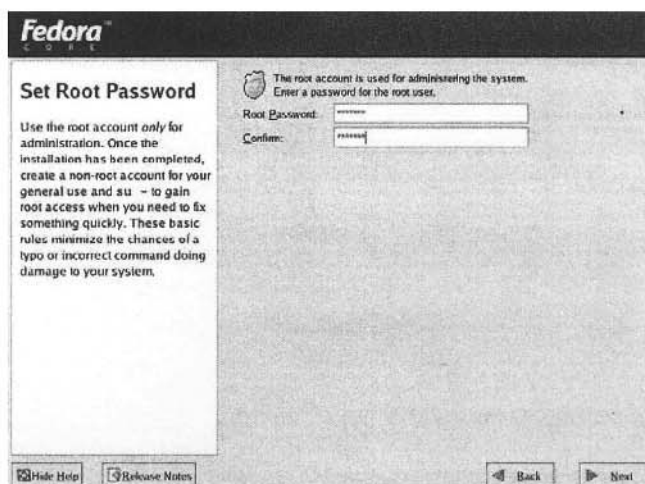 Fedora™
CORE
Set Root Password
Use the root account only for
administration. Once the
installation has been completed,
create a non-root account for your
general use and su - to gain
root access when you need to fix
something quickly. These basic
rules minimize the chances of a
typo or incorrect command doing
damage to your system.
The root account is used for administering the system.
Enter a password for the root user.
Root Password: *******
Confirm: *******
Hide Help
Release Notes
Back
Next